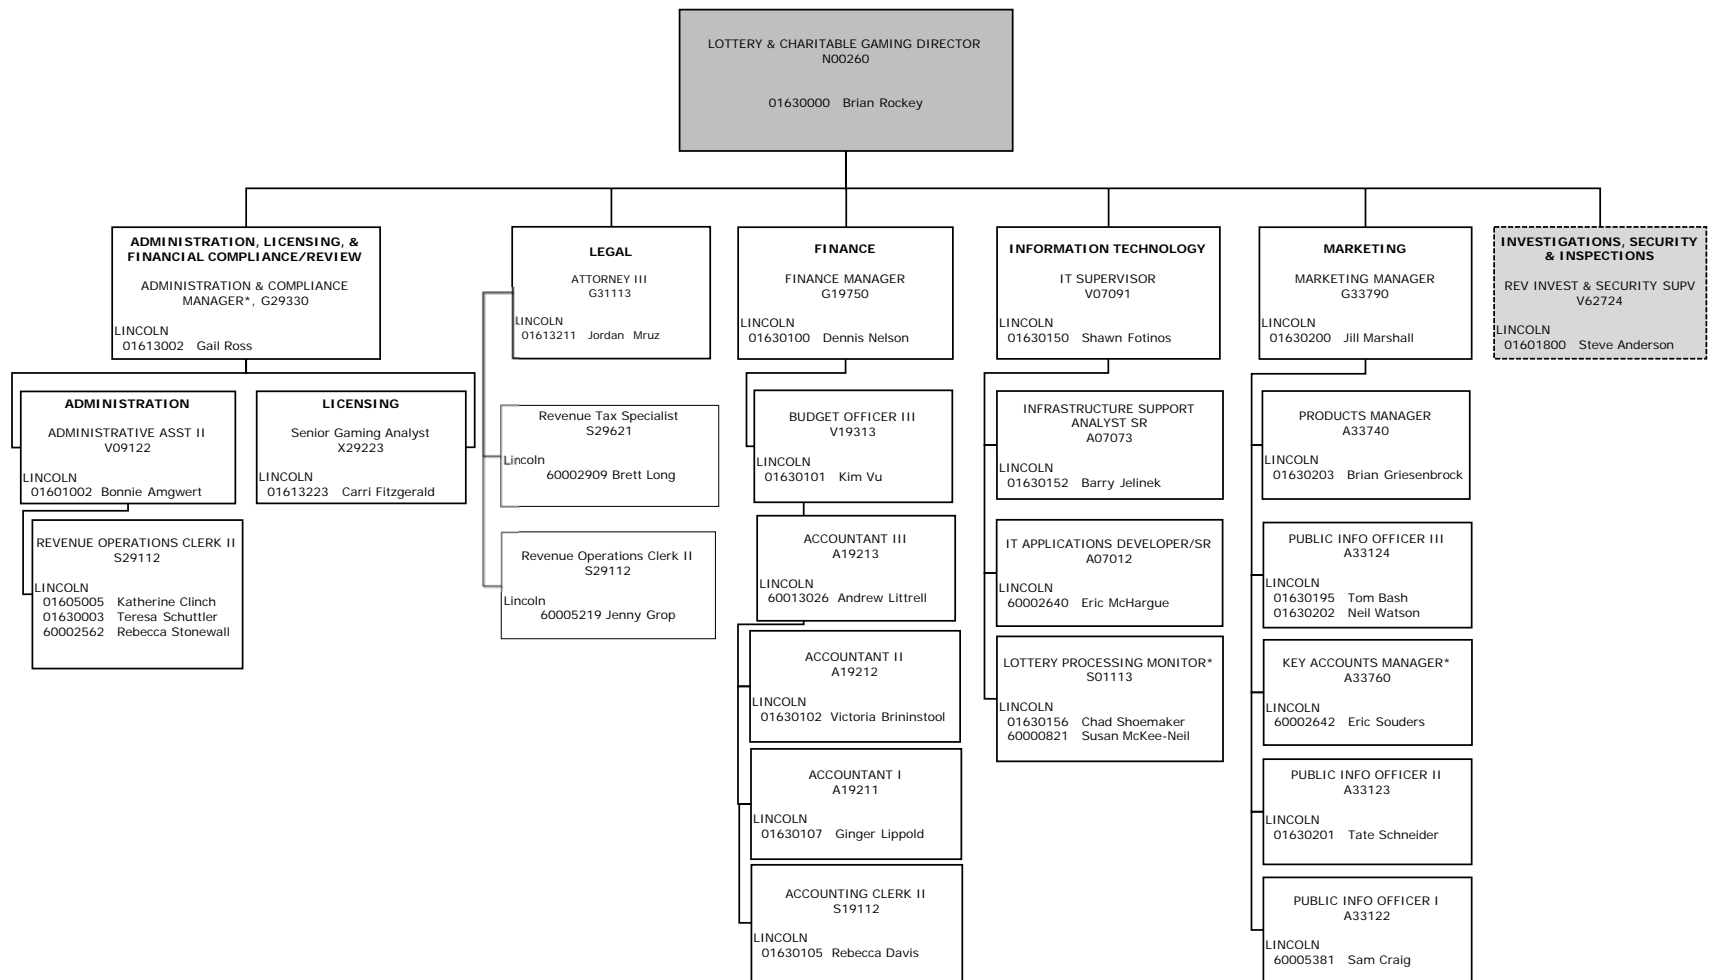 LOTTERY & CHARITABLE GAMING DIRECTOR
N00260
01630000 Brian Rockey
ADMINISTRATION, LICENSING, &
FINANCIAL COMPLIANCE/REVIEW
ADMINISTRATION & COMPLIANCE
MANAGER*, G29330
LINCOLN
01613002 Gail Ross
LEGAL
ATTORNEY III
G31113
LINCOLN
01613211 Jordan Mruz
FINANCE
FINANCE MANAGER
G19750
LINCOLN
01630100 Dennis Nelson
INFORMATION TECHNOLOGY
IT SUPERVISOR
V07091
LINCOLN
01630150 Shawn Fotinos
MARKETING
MARKETING MANAGER
G33790
LINCOLN
01630200 Jill Marshall
INVESTIGATIONS, SECURITY
& INSPECTIONS
REV INVEST & SECURITY SUPV
V62724
LINCOLN
01601800 Steve Anderson
ADMINISTRATION
ADMINISTRATIVE ASST II
V09122
LINCOLN
01601002 Bonnie Amgwert
LICENSING
Senior Gaming Analyst
X29223
LINCOLN
01613223 Carri Fitzgerald
REVENUE OPERATIONS CLERK II
S29112
LINCOLN
01605005 Katherine Clinch
01630003 Teresa Schuttler
60002562 Rebecca Stonewall
Revenue Tax Specialist
S29621
Lincoln
60002909 Brett Long
Revenue Operations Clerk II
S29112
Lincoln
60005219 Jenny Grop
BUDGET OFFICER III
V19313
LINCOLN
01630101 Kim Vu
ACCOUNTANT III
A19213
LINCOLN
60013026 Andrew Littrell
ACCOUNTANT II
A19212
LINCOLN
01630102 Victoria Brininstool
ACCOUNTANT I
A19211
LINCOLN
01630107 Ginger Lippold
ACCOUNTING CLERK II
S19112
LINCOLN
01630105 Rebecca Davis
INFRASTRUCTURE SUPPORT
ANALYST SR
A07073
LINCOLN
01630152 Barry Jelinek
IT APPLICATIONS DEVELOPER/SR
A07012
LINCOLN
60002640 Eric McHargue
LOTTERY PROCESSING MONITOR*
S01113
LINCOLN
01630156 Chad Shoemaker
60000821 Susan McKee-Neil
PRODUCTS MANAGER
A33740
LINCOLN
01630203 Brian Griesenbrock
PUBLIC INFO OFFICER III
A33124
LINCOLN
01630195 Tom Bash
01630202 Neil Watson
KEY ACCOUNTS MANAGER*
A33760
LINCOLN
60002642 Eric Souders
PUBLIC INFO OFFICER II
A33123
LINCOLN
01630201 Tate Schneider
PUBLIC INFO OFFICER I
A33122
LINCOLN
60005381 Sam Craig